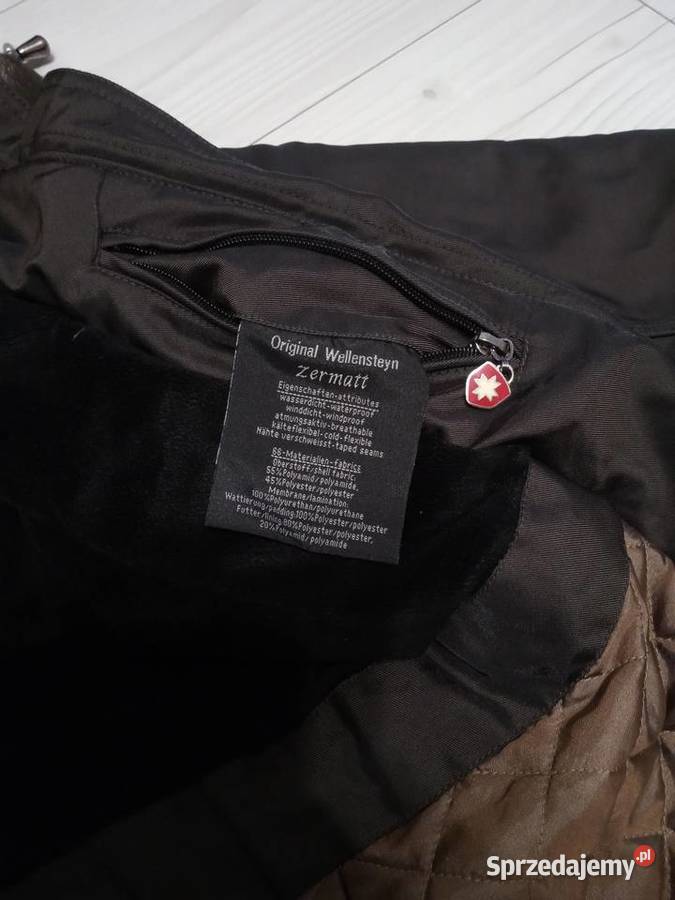 Original Wellensteyn
Zermatt
Eigenschaften-attributes
wasserdicht-waterproof
winddicht-windproof
atmungsaktiv-breathable
kälteflexibel-cold-flexible
Nähte verschweisst-taped seams
66-Materialien-fabrics
Oberstoff/shell fabric,
55%Polyamid/polyamide,
45%Polyester/polyester
Membrane/lamination:
100%Polyurethan/polyurethane
Wattierung/padding 100%Polyester/polyester
Futter/lining 80%Polyester/polyester,
20%Polyamid/polyamide
Sprzedajemy.pl